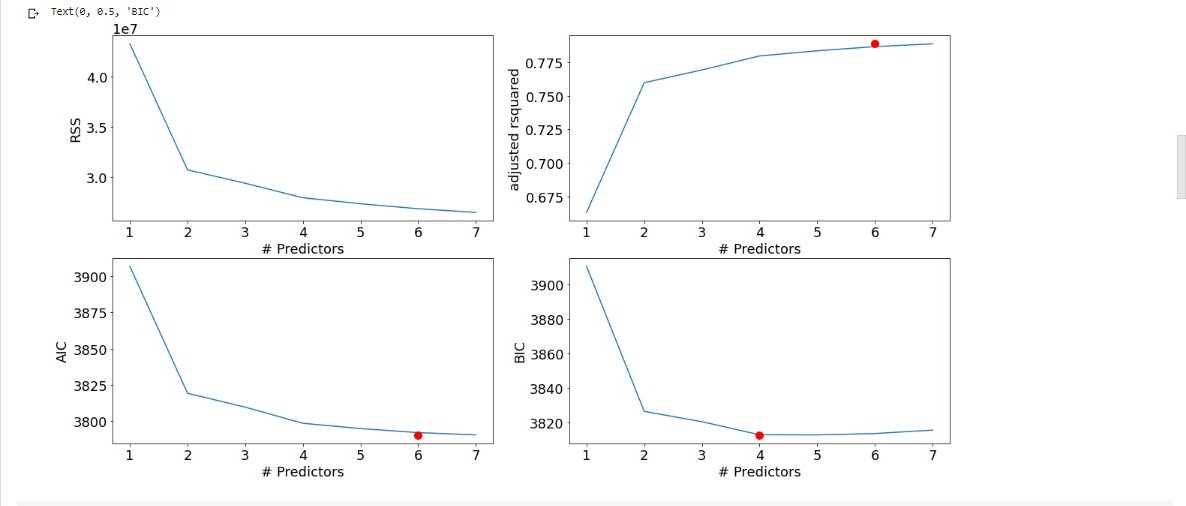 Text(0, 0.5, 'BIC')
1e7
4.0
3.5
3.0
RSS
1 2 3 4 5 6 7
# Predictors
0.775
0.750
0.725
0.700
0.675
adjusted rsquared
1 2 3 4 5 6 7
# Predictors
3900
3875
3850
3825
3800
AIC
1 2 3 4 5 6 7
# Predictors
3900
3880
3860
3840
3820
BIC
1 2 3 4 5 6 7
# Predictors